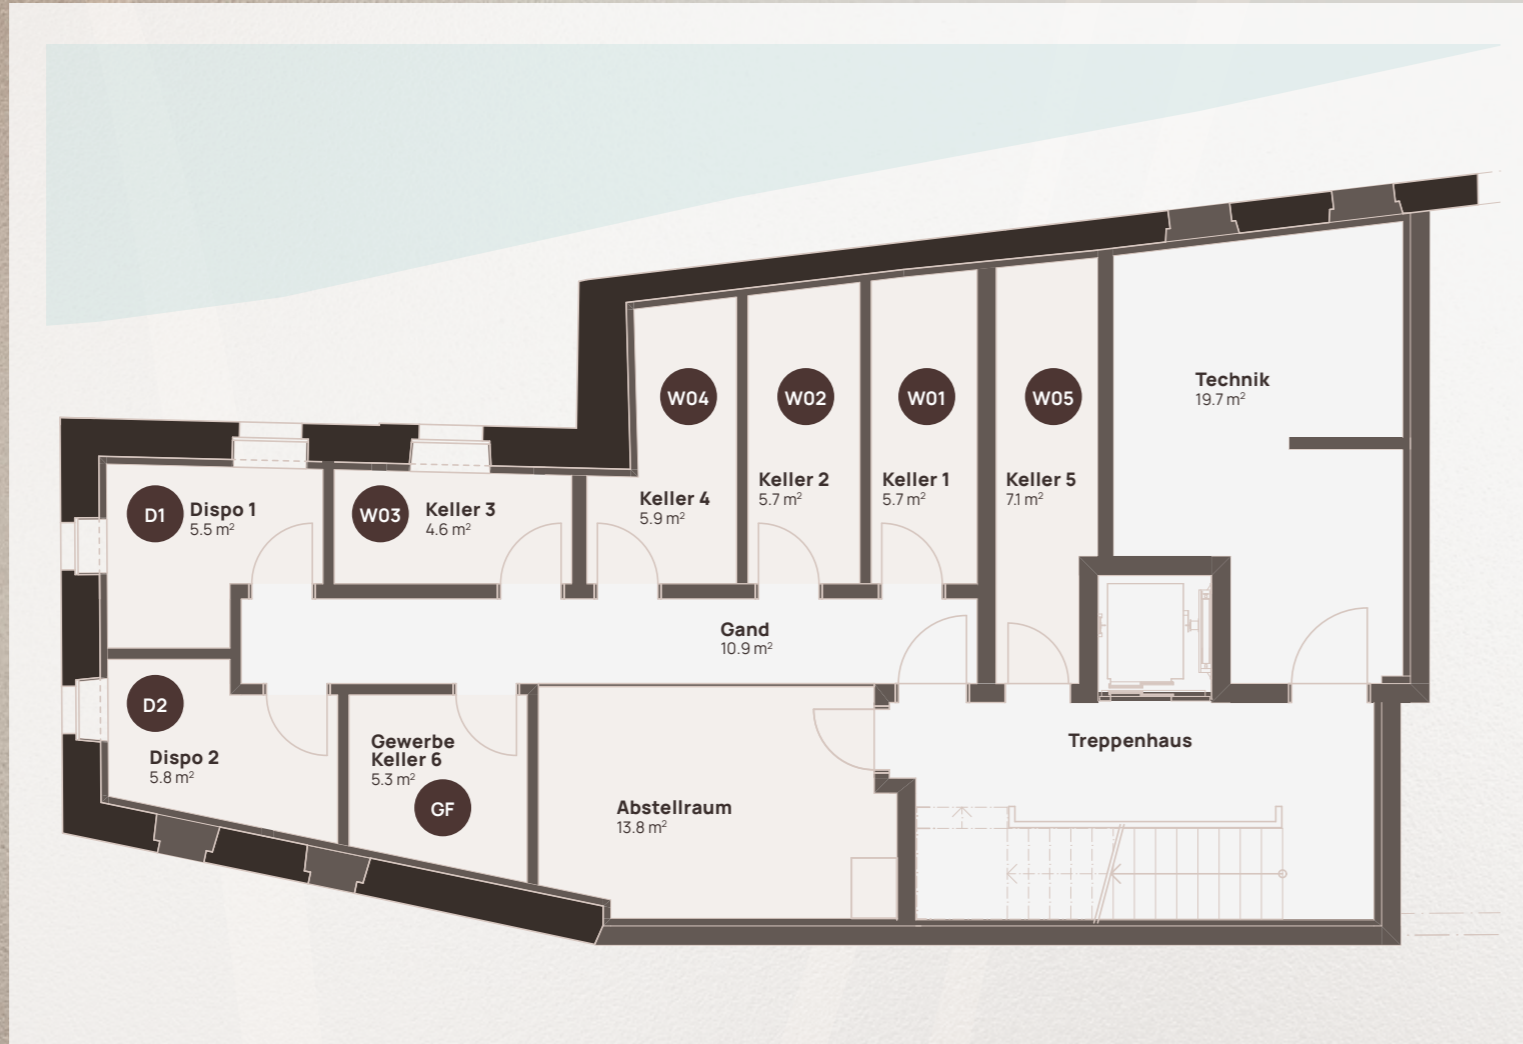 Technik
19.7 m²
W04
W02
W01
W05
Keller 4
5.9 m²
Keller 2
5.7 m²
Keller 1
5.7 m²
Keller 5
7.1 m²
D1
Dispo 1
5.5 m²
W03
Keller 3
4.6 m²
Gand
10.9 m²
D2
Dispo 2
5.8 m²
Gewerbe
Keller 6
5.3 m²
GF
Abstellraum
13.8 m²
Treppenhaus